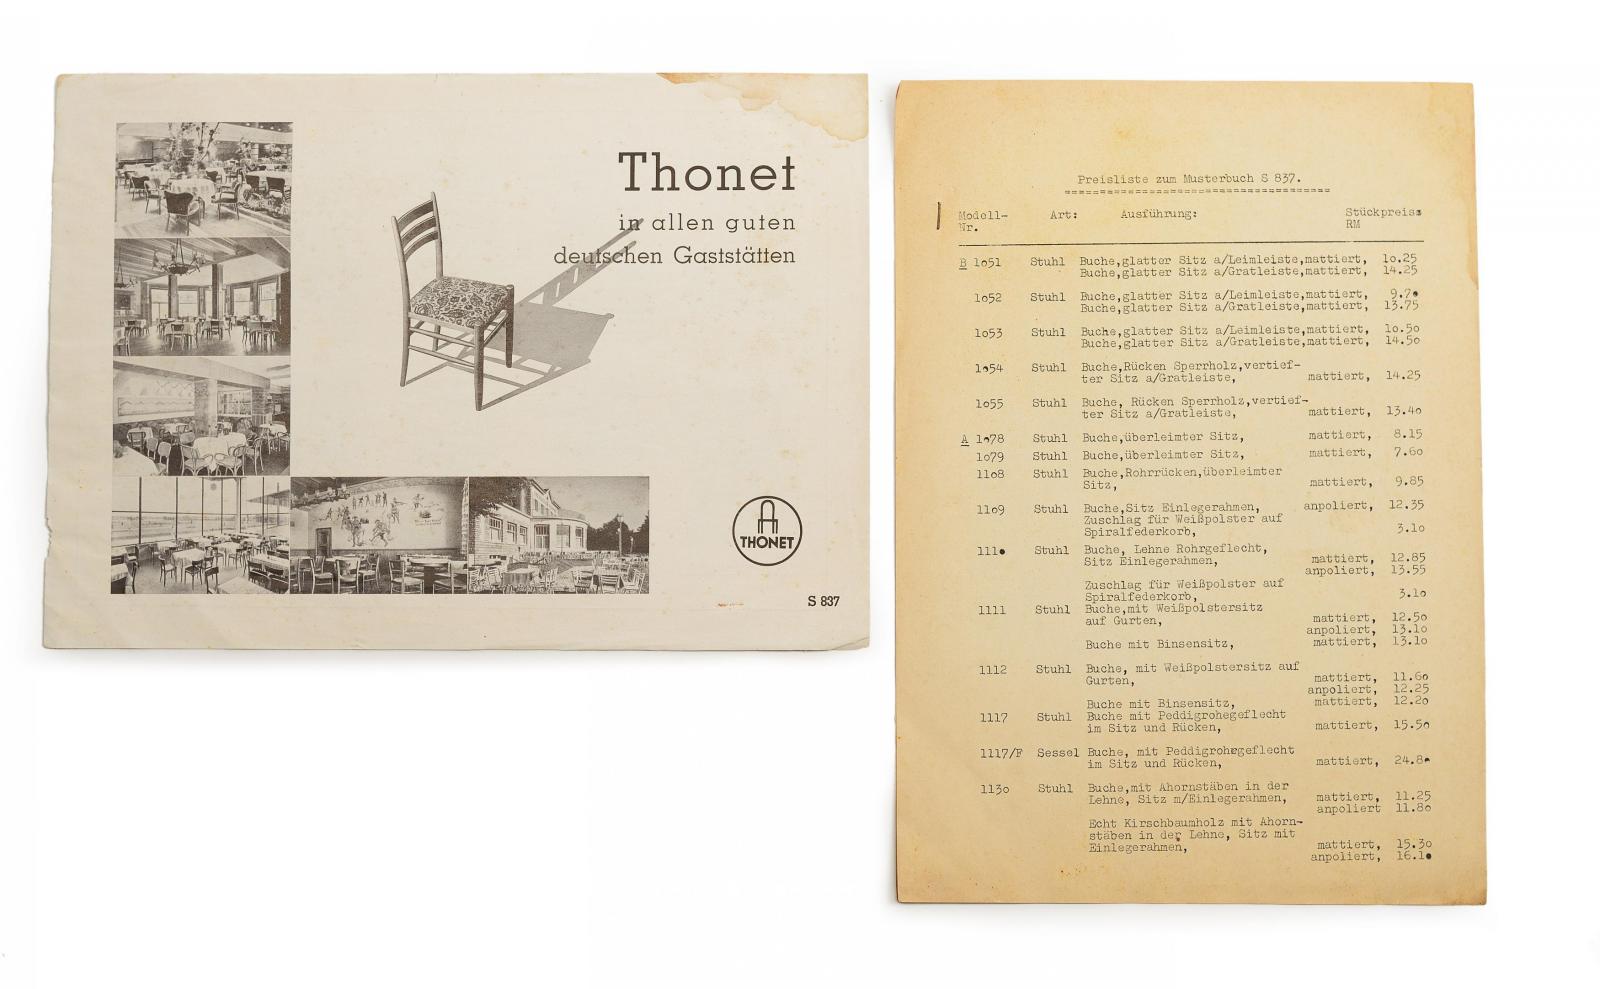 Thonet
in allen guten
deutschen Gaststätten
THONET
S 837
Preisliste zum Musterbuch S 837.
Modell- Art: Ausführung: Stückpreis:
Nr. RM
B 1o51 Stuhl Buche,glatter Sitz a/Leimleiste,mattiert, 1o.25
Buche,glatter Sitz a/Gratleiste,mattiert, 14.25
1o52 Stuhl Buche,glatter Sitz a/Leimleiste,mattiert, 9.7o
Buche,glatter Sitz a/Gratleiste,mattiert, 13.75
1o53 Stuhl Buche,glatter Sitz a/Leimleiste,mattiert, 1o.5o
Buche,glatter Sitz a/Gratleiste,mattiert, 14.5o
1o54 Stuhl Buche,Rücken Sperrholz,vertief-
ter Sitz a/Gratleiste, mattiert, 14.25
1o55 Stuhl Buche, Rücken Sperrholz,vertief-
ter Sitz a/Gratleiste, mattiert, 13.4o
A 1o78 Stuhl Buche,überleimter Sitz, mattiert, 8.15
1o79 Stuhl Buche,überleimter Sitz, mattiert, 7.6o
11o8 Stuhl Buche,Rohrrücken,überleimter
Sitz, mattiert, 9.85
11o9 Stuhl Buche,Sitz Einlegerahmen, anpoliert, 12.35
Zuschlag für Weißpolster auf
Spiralfederkorb, 3.1o
111o Stuhl Buche, Lehne Rohrgeflecht,
Sitz Einlegerahmen, mattiert, 12.85
anpoliert, 13.55
Zuschlag für Weißpolster auf
Spiralfederkorb, 3.1o
1111 Stuhl Buche,mit Weißpolstersitz
auf Gurten, mattiert, 12.5o
anpoliert, 13.1o
Buche mit Binsensitz, mattiert, 13.1o
1112 Stuhl Buche, mit Weißpolstersitz auf
Gurten, mattiert, 11.6o
anpoliert, 12.25
Buche mit Binsensitz, mattiert, 12.2o
1117 Stuhl Buche mit Peddigrohegeflecht
im Sitz und Rücken, mattiert, 15.5o
1117/F Sessel Buche, mit Peddigrohrgeflecht
im Sitz und Rücken, mattiert, 24.8o
113o Stuhl Buche,mit Ahornstäben in der
Lehne, Sitz m/Einlegerahmen, mattiert, 11.25
anpoliert 11.8o
Echt Kirschbaumholz mit Ahorn-
stäben in der Lehne, Sitz mit
Einlegerahmen, mattiert, 15.3o
anpoliert, 16.1o